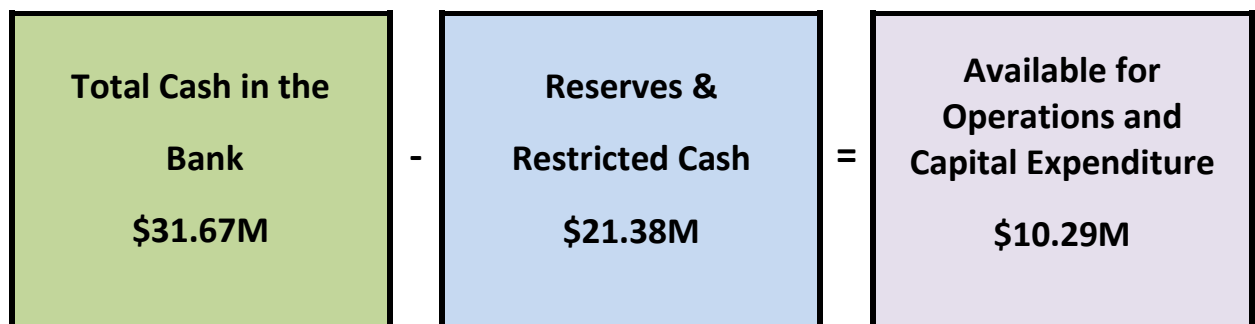 Total Cash in the
Bank
$31.67M
-
Reserves &
Restricted Cash
$21.38M
=
Available for
Operations and
Capital Expenditure
$10.29M